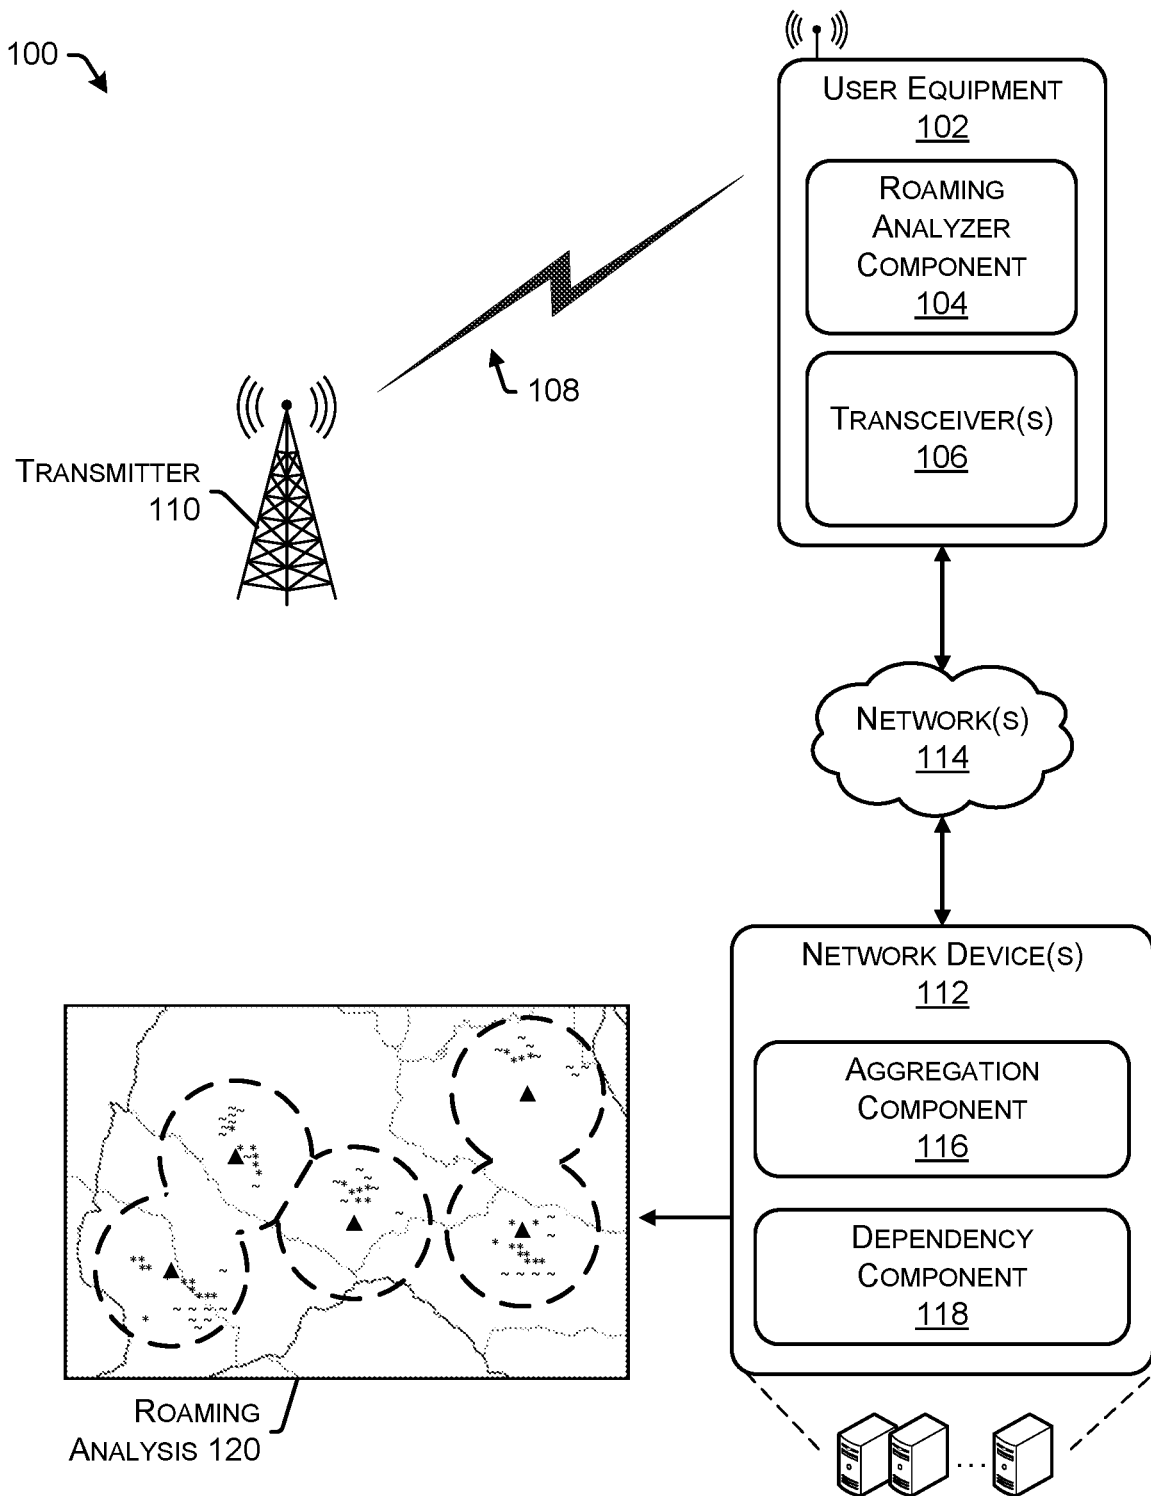 100
USER EQUIPMENT
102
ROAMING
ANALYZER
COMPONENT
104
TRANSCEIVER(S)
106
108
TRANSMITTER
110
NETWORK(S)
114
NETWORK DEVICE(S)
112
AGGREGATION
COMPONENT
116
DEPENDENCY
COMPONENT
118
...
ROAMING
ANALYSIS 120